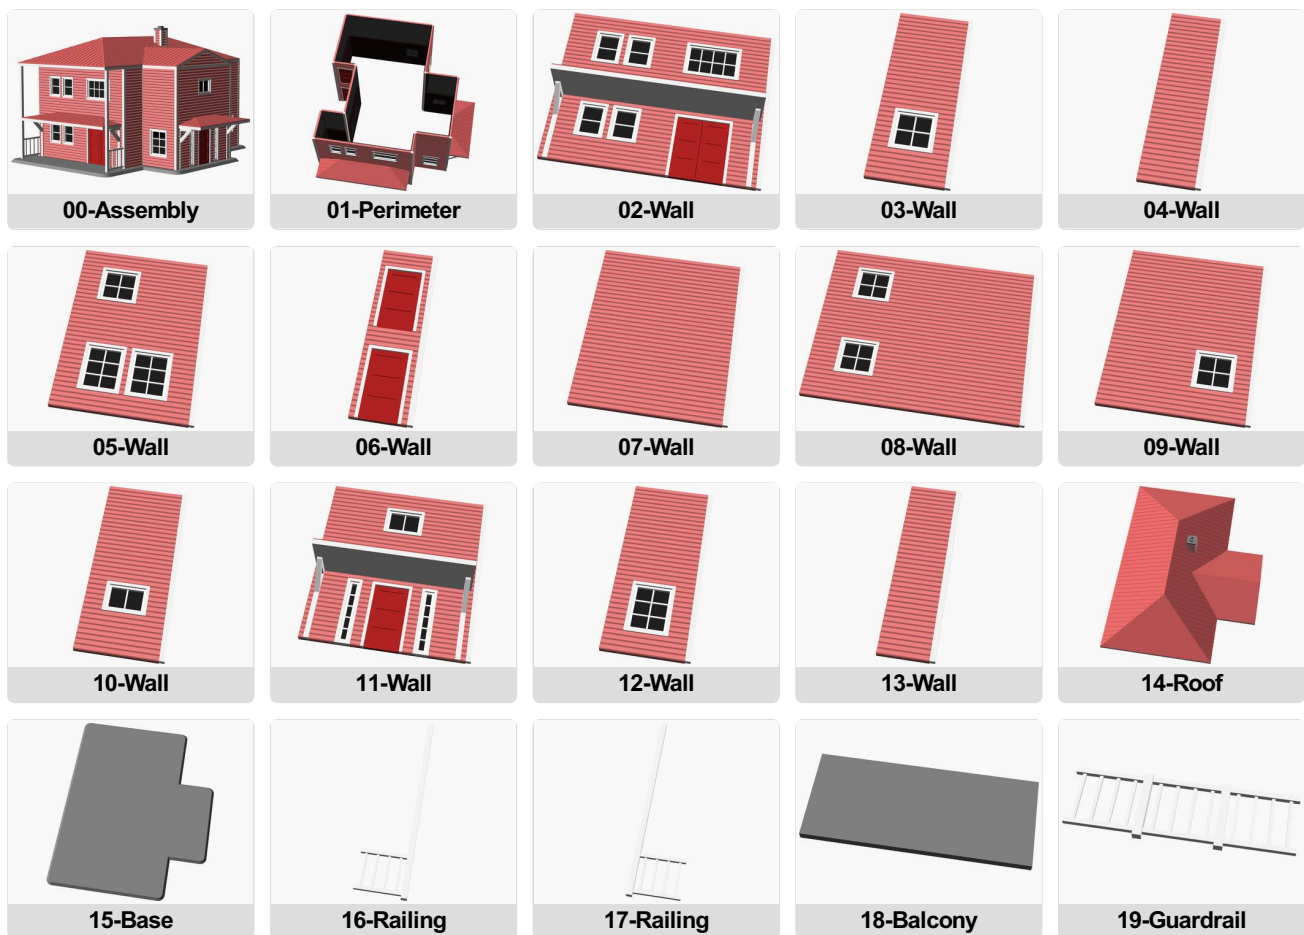 00-Assembly
01-Perimeter
02-Wall
03-Wall
04-Wall
05-Wall
06-Wall
07-Wall
08-Wall
09-Wall
10-Wall
11-Wall
12-Wall
13-Wall
14-Roof
15-Base
16-Railing
17-Railing
18-Balcony
19-Guardrail